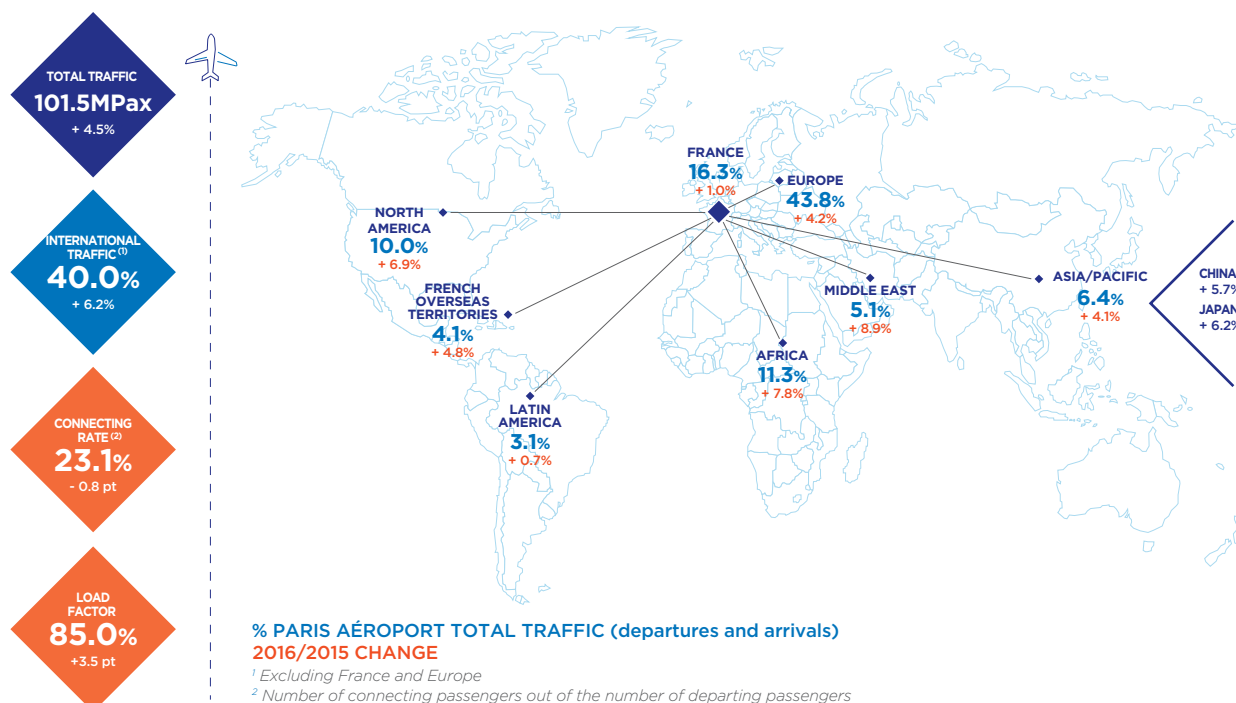 TOTAL TRAFFIC
101.5MPax
+ 4.5%
INTERNATIONAL
TRAFFIC (1)
40.0%
+ 6.2%
CONNECTING
RATE (2)
23.1%
- 0.8 pt
LOAD
FACTOR
85.0%
+3.5 pt
FRANCE
16.3%
+ 1.0%
EUROPE
43.8%
+ 4.2%
NORTH
AMERICA
10.0%
+ 6.9%
FRENCH
OVERSEAS
TERRITORIES
4.1%
+ 4.8%
LATIN
AMERICA
3.1%
+ 0.7%
AFRICA
11.3%
+ 7.8%
MIDDLE EAST
5.1%
+ 8.9%
ASIA/PACIFIC
6.4%
+ 4.1%
CHINA
+ 5.7%
JAPAN
+ 6.2%
% PARIS AÉROPORT TOTAL TRAFFIC (departures and arrivals)
2016/2015 CHANGE
1 Excluding France and Europe
2 Number of connecting passengers out of the number of departing passengers